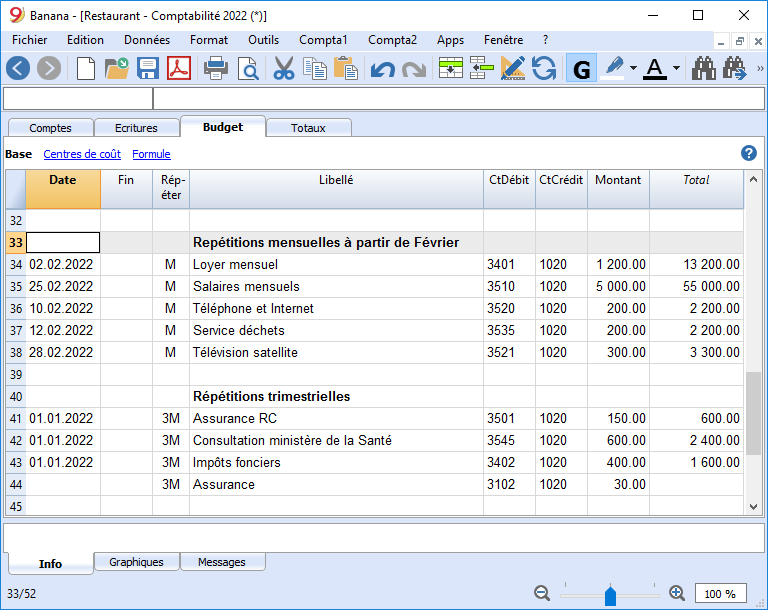 Banana - [Restaurant - Comptabilité 2022 (*)]
Fichier Edition Données Format Outils Compta1 Compta2 Apps Fenêtre ?
G A »
Comptes Ecritures Budget Totaux
Base Centres de coût Formule ?
Date Fin Rép-éter Libellé CtDébit CtCrédit Montant Total
32
33 Repétitions mensuelles à partir de Février
34 02.02.2022 M Loyer mensuel 3401 1020 1 200.00 13 200.00
35 25.02.2022 M Salaires mensuels 3510 1020 5 000.00 55 000.00
36 10.02.2022 M Téléphone et Internet 3520 1020 200.00 2 200.00
37 12.02.2022 M Service déchets 3535 1020 200.00 2 200.00
38 28.02.2022 M Télévision satellite 3521 1020 300.00 3 300.00
39
40 Répétitions trimestrielles
41 01.01.2022 3M Assurance RC 3501 1020 150.00 600.00
42 01.01.2022 3M Consultation ministère de la Santé 3545 1020 600.00 2 400.00
43 01.01.2022 3M Impôts fonciers 3402 1020 400.00 1 600.00
44 3M Assurance 3102 1020 30.00
45
Info Graphiques Messages
33/52 100 %